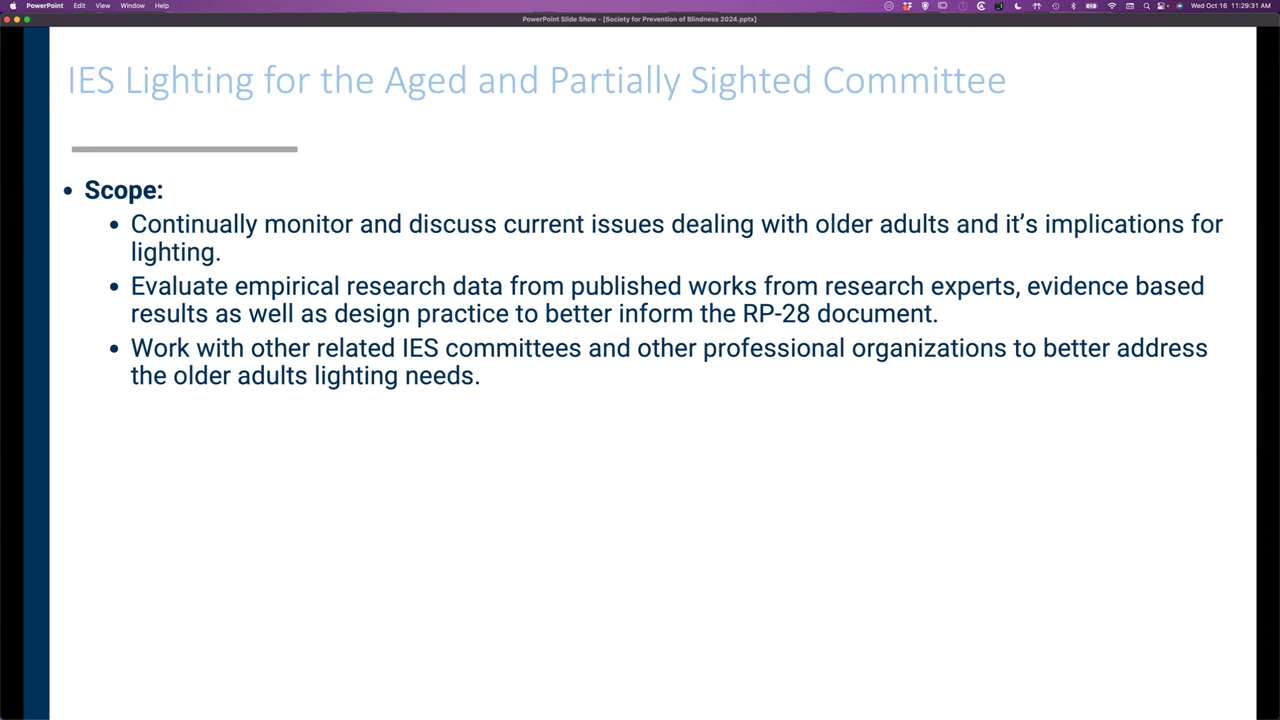 PowerPoint Edit View Window Help
Wed Oct 16 11:29:31 AM
PowerPoint Slide Show - [Society for Prevention of Blindness 2024.pptx]
IES Lighting for the Aged and Partially Sighted Committee
• Scope:
• Continually monitor and discuss current issues dealing with older adults and it’s implications for
lighting.
• Evaluate empirical research data from published works from research experts, evidence based
results as well as design practice to better inform the RP-28 document.
• Work with other related IES committees and other professional organizations to better address
the older adults lighting needs.